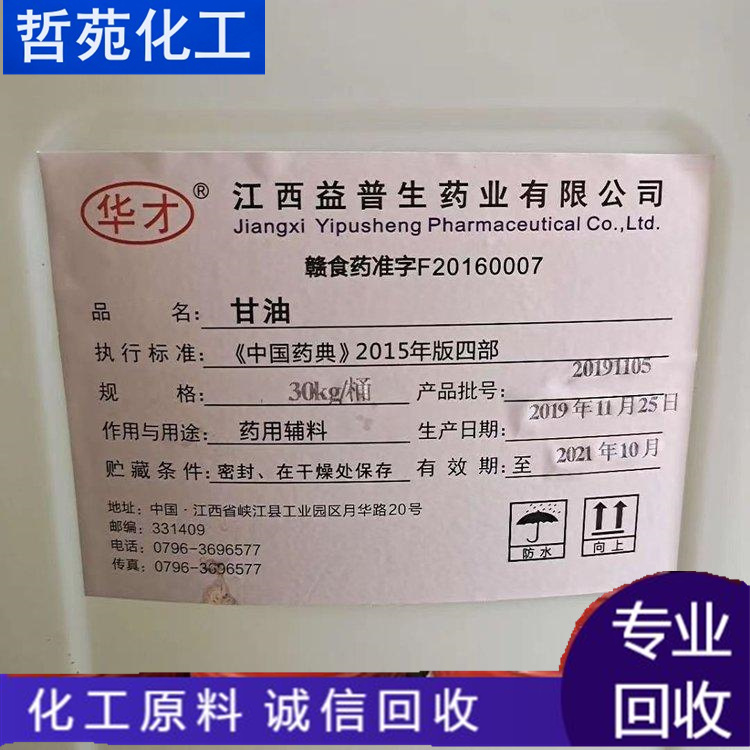 哲苑化工
华才® 江西益普生药业有限公司
Jiangxi Yipusheng Pharmaceutical Co.,Ltd.
赣食药准字F20160007
品 名: 甘油
执行标准: 《中国药典》2015年版四部
规 格: 30kg/桶 产品批号: 20191105
作用与用途: 药用辅料 生产日期: 2019年11月25日
贮藏条件: 密封、在干燥处保存 有效期: 至 2021年10月
地址: 中国·江西省峡江县工业园区月华路20号
邮编: 331409
电话: 0796-3696577
传真: 0796-3696577
防水 向上
专业
回收
化工原料 诚信回收